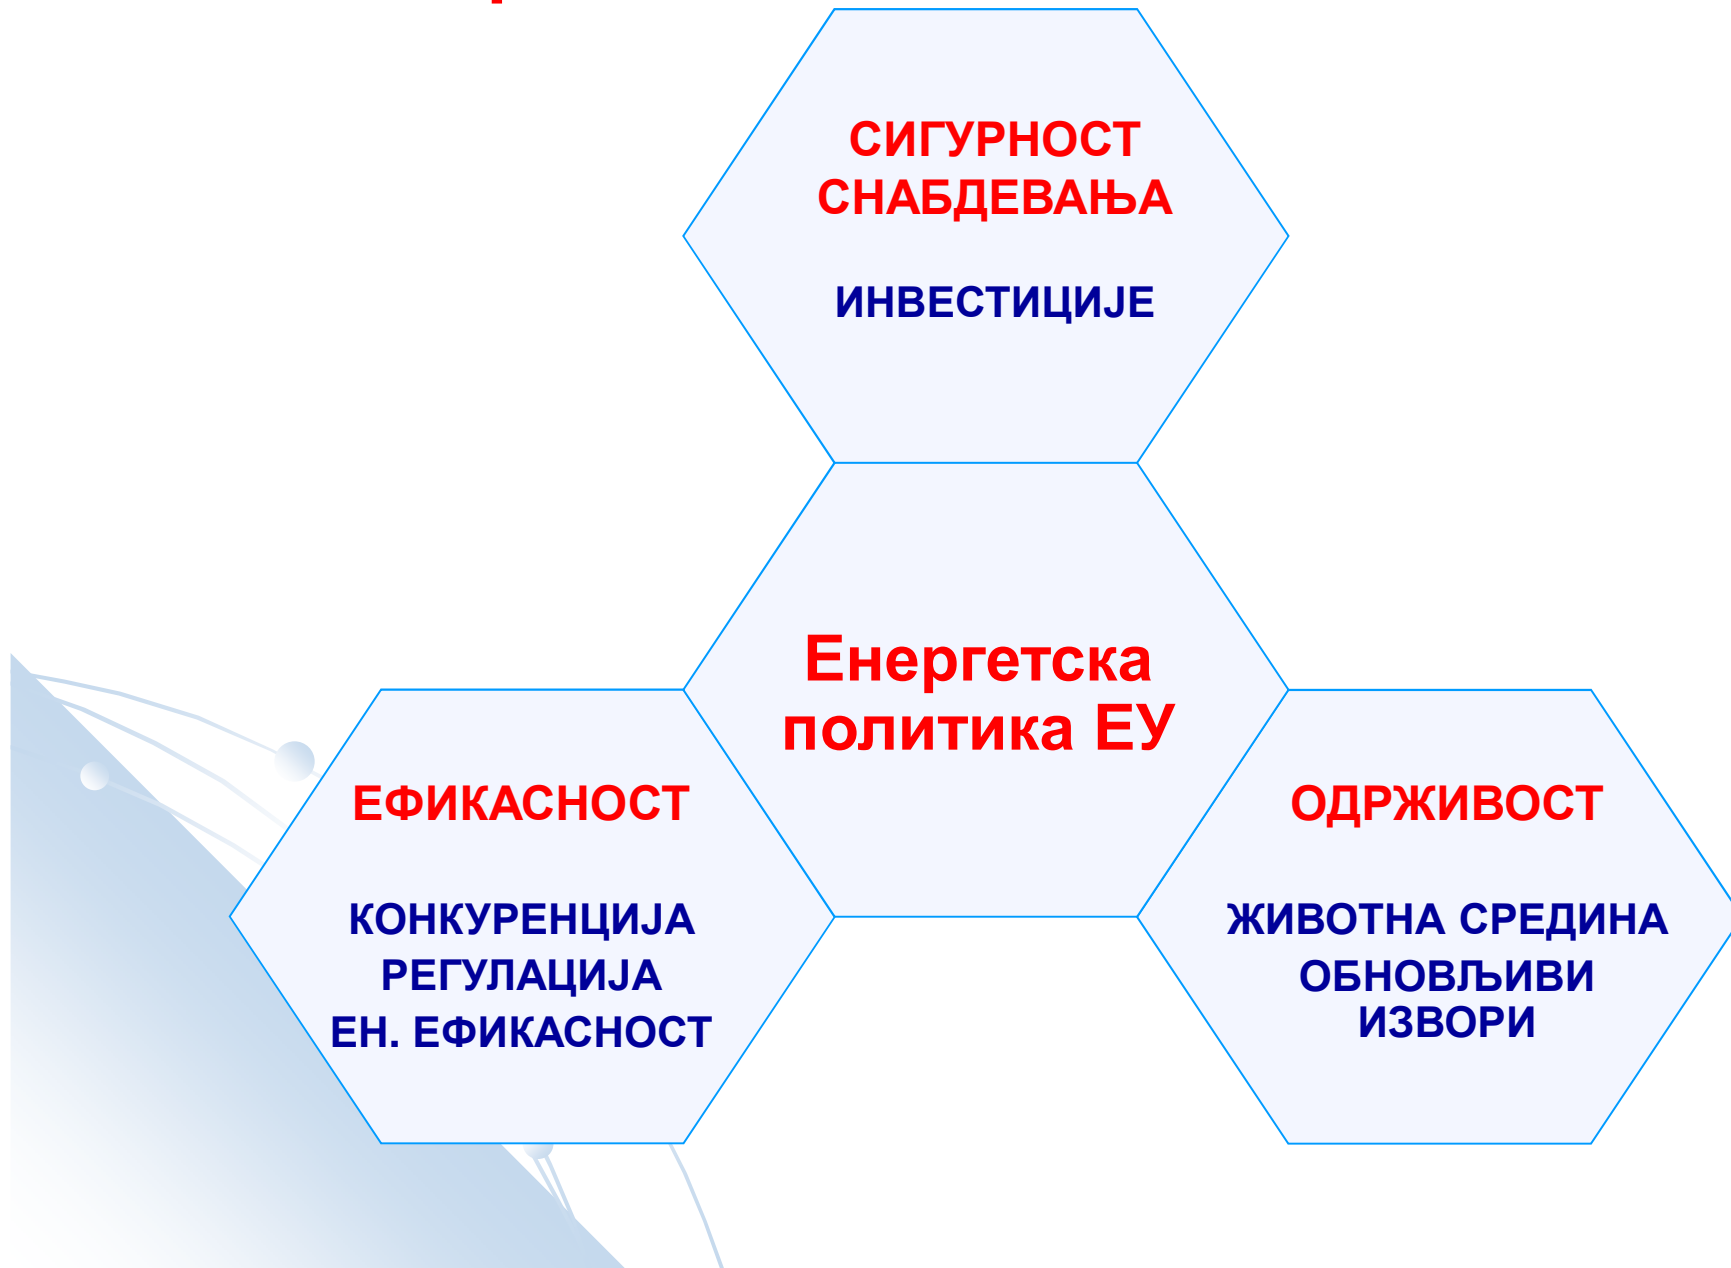 СИГУРНОСТ
СНАБДЕВАЊА
ИНВЕСТИЦИЈЕ
Енергетска
политика ЕУ
ЕФИКАСНОСТ
КОНКУРЕНЦИЈА
РЕГУЛАЦИЈА
ЕН. ЕФИКАСНОСТ
ОДРЖИВОСТ
ЖИВОТНА СРЕДИНА
ОБНОВЉИВИ
ИЗВОРИ